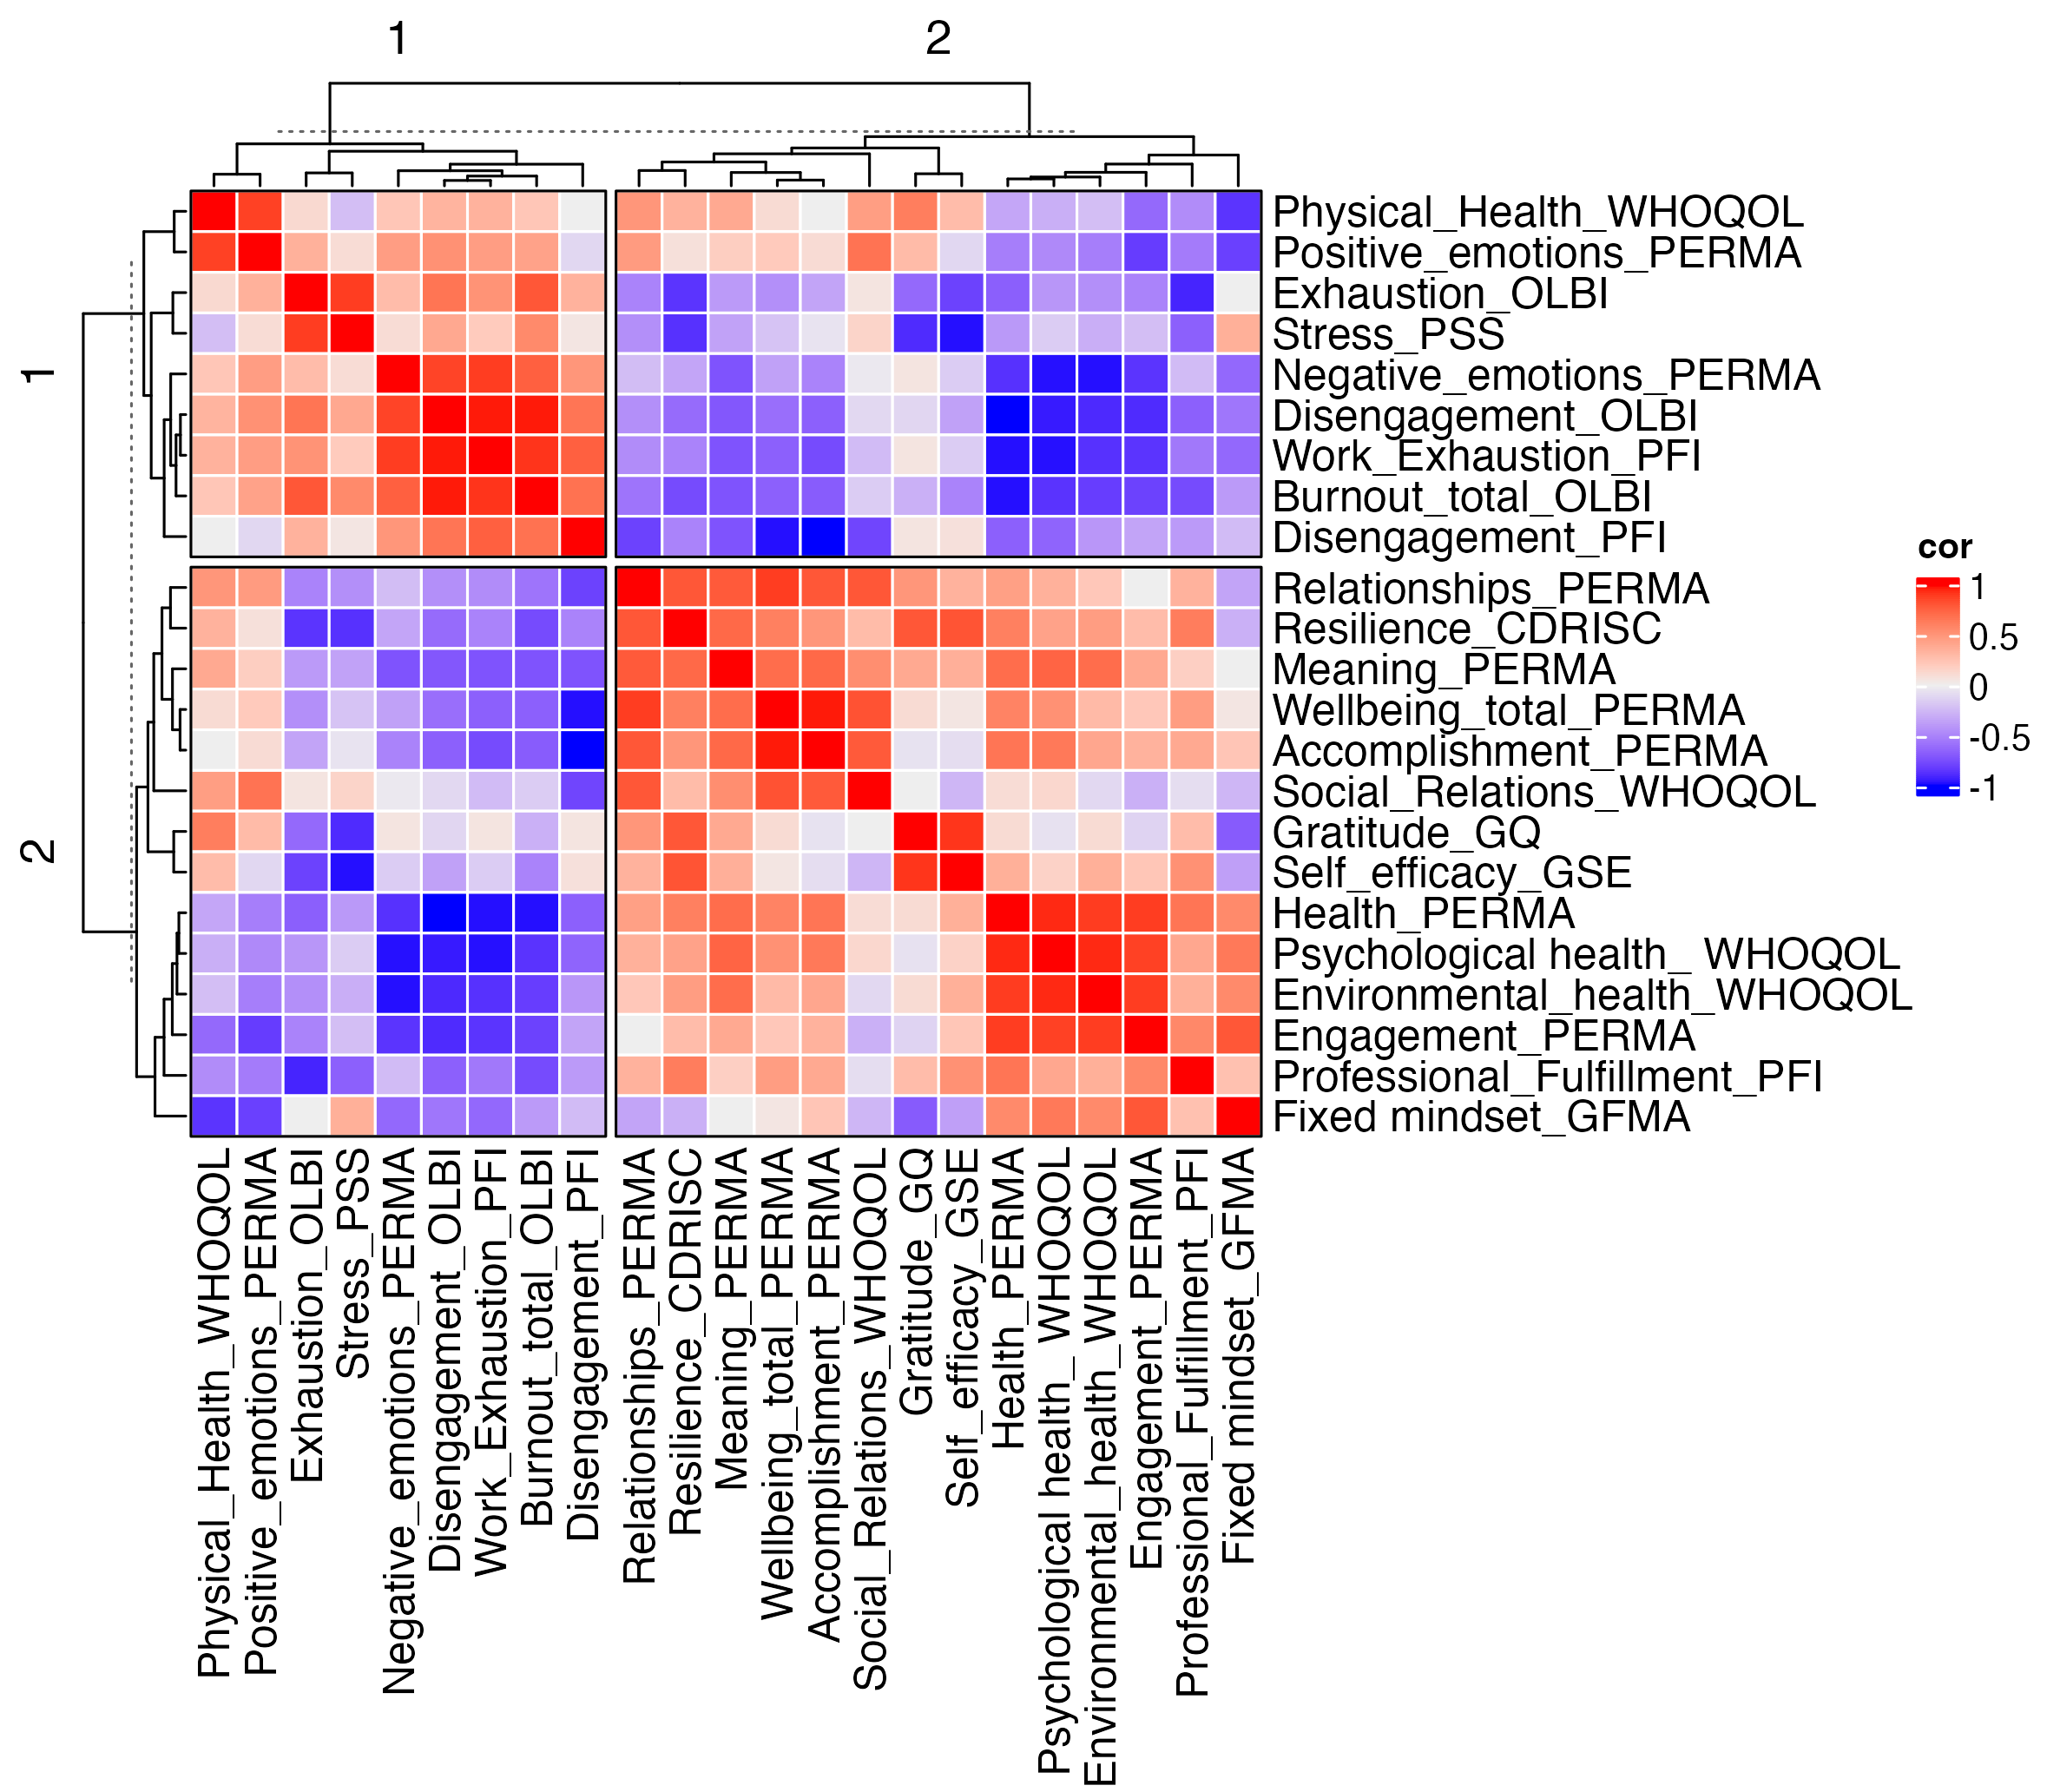 1
2
1
2
Physical_Health_WHOQOL
Positive_emotions_PERMA
Exhaustion_OLBI
Stress_PSS
Negative_emotions_PERMA
Disengagement_OLBI
Work_Exhaustion_PFI
Burnout_total_OLBI
Disengagement_PFI
Relationships_PERMA
Resilience_CDRISC
Meaning_PERMA
Wellbeing_total_PERMA
Accomplishment_PERMA
Social_Relations_WHOQOL
Gratitude_GQ
Self_efficacy_GSE
Health_PERMA
Psychological health_ WHOQOL
Environmental_health_WHOQOL
Engagement_PERMA
Professional_Fulfillment_PFI
Fixed mindset_GFMA
cor
1
0.5
0
-0.5
-1
Physical_Health_WHOQOL
Positive_emotions_PERMA
Exhaustion_OLBI
Stress_PSS
Negative_emotions_PERMA
Disengagement_OLBI
Work_Exhaustion_PFI
Burnout_total_OLBI
Disengagement_PFI
Relationships_PERMA
Resilience_CDRISC
Meaning_PERMA
Wellbeing_total_PERMA
Accomplishment_PERMA
Social_Relations_WHOQOL
Gratitude_GQ
Self_efficacy_GSE
Health_PERMA
Psychological health_ WHOQOL
Environmental_health_WHOQOL
Engagement_PERMA
Professional_Fulfillment_PFI
Fixed mindset_GFMA